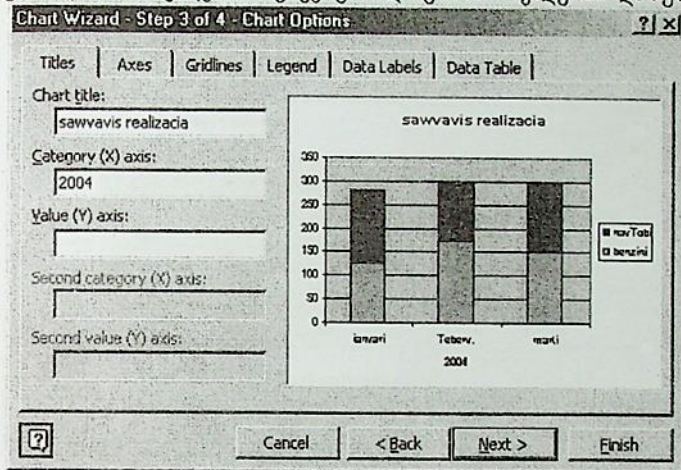 Chart Wizard - Step 3 of 4 - Chart Options
Titles Axes Gridlines Legend Data Labels Data Table
Chart title:
sawvavis realizacia
Category (X) axis:
2004
Value (Y) axis:
Second category (X) axis:
Second value (Y) axis:
sawvavis realizacia
350
300
250
200
150
100
50
0
ianvari Teberv. marti
2004
navTobi
benzini
Cancel < Back Next > Finish